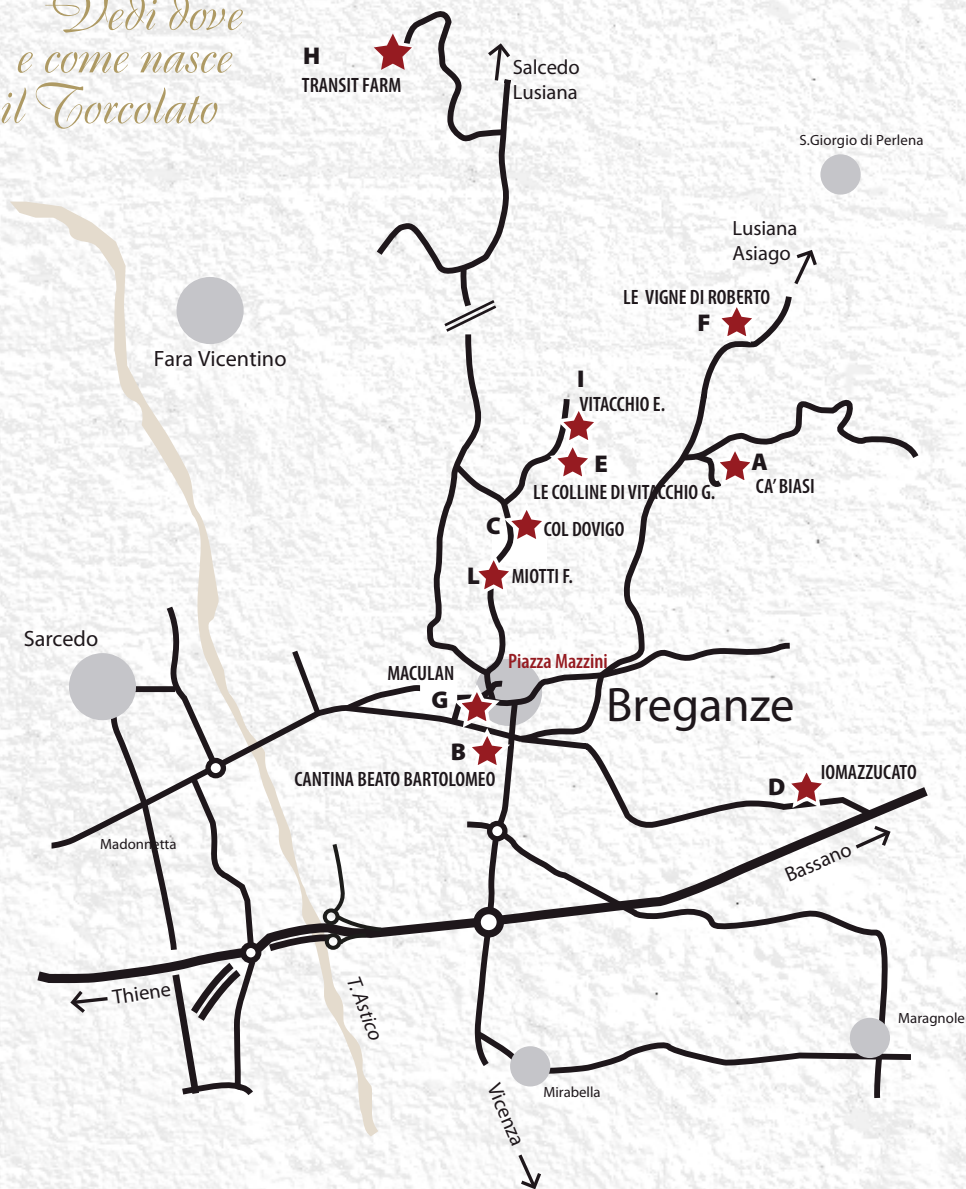 Vedi dove
e come nasce
il Torcolato
H
TRANSIT FARM
Salcedo
Lusiana
S.Giorgio di Perlena
Lusiana
Asiago
LE VIGNE DI ROBERTO
F
Fara Vicentino
I
VITACCHIO E.
E
LE COLLINE DI VITACCHIO G.
A
CA' BIASI
C
COL DOVIGO
L
MIOTTI F.
Sarcedo
Piazza Mazzini
MACULAN
G
Breganze
B
CANTINA BEATO BARTOLOMEO
D
IOMAZZUCATO
Madonnetta
Bassano
Thiene
T. Astico
Maragnole
Mirabella
Vicenza